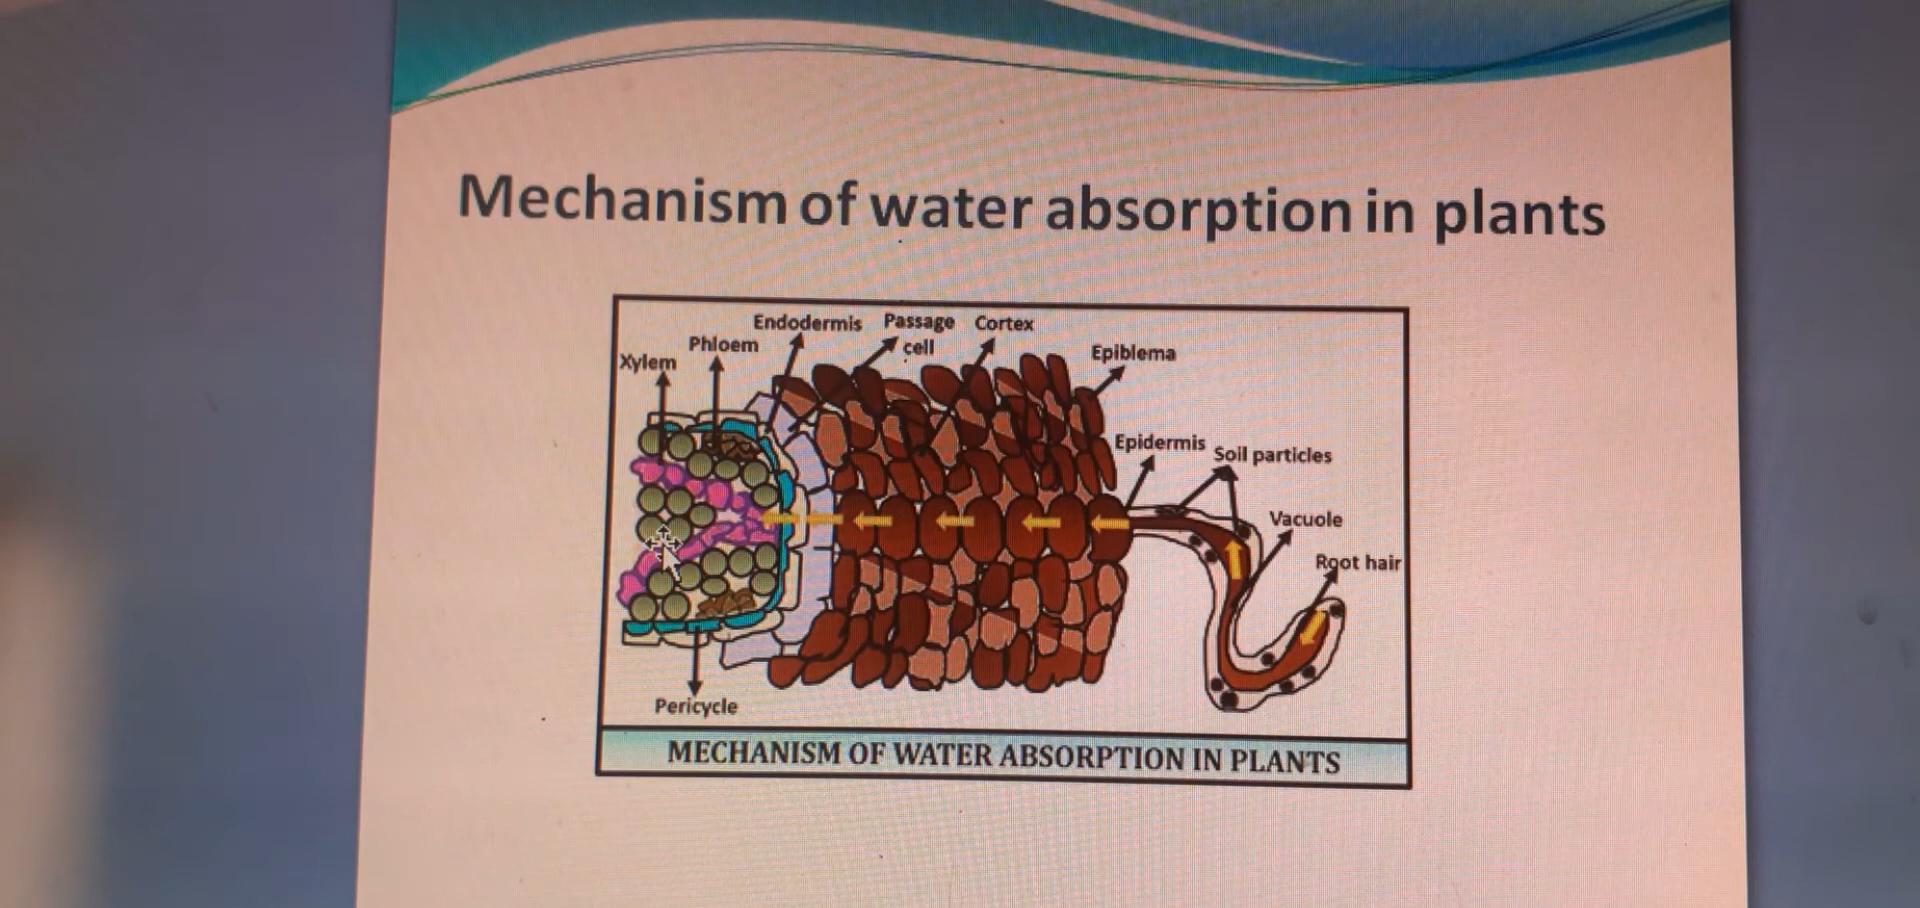 Mechanism of water absorption in plants
Endodermis
Passage
cell
Cortex
Phloem
Xylem
Epiblema
Epidermis
Soil particles
Vacuole
Root hair
Pericycle
MECHANISM OF WATER ABSORPTION IN PLANTS